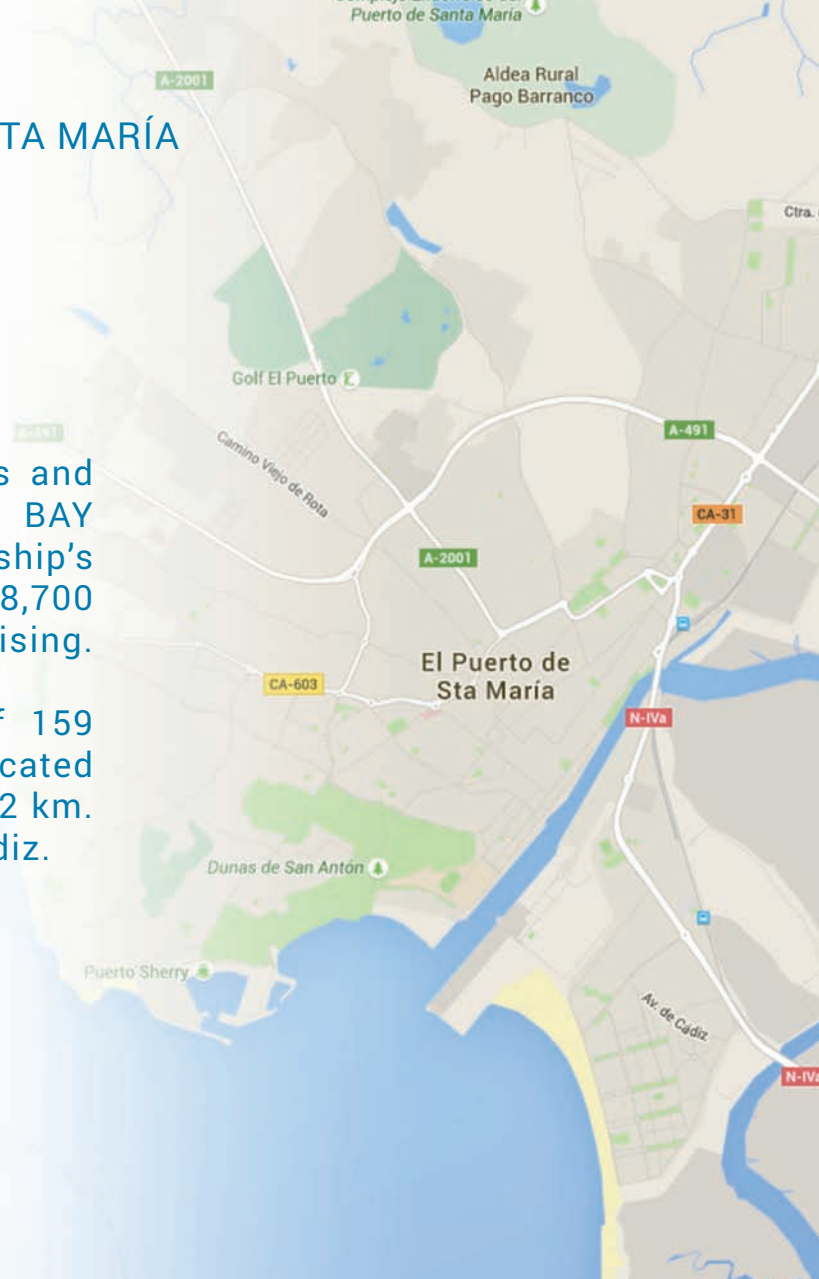 Puerto de Santa María
A-2001
Aldea Rural
Pago Barranco
TA MARÍA
Ctra.
Golf El Puerto
A-491
A-491
Camino Viejo de Rota
s and
BAY
ship's
8,700
ising.
CA-31
A-2001
El Puerto de
Sta María
CA-603
N-IVa
f 159
cated
2 km.
diz.
Dunas de San Antón
Puerto Sherry
Av. de Cádiz
N-IVa